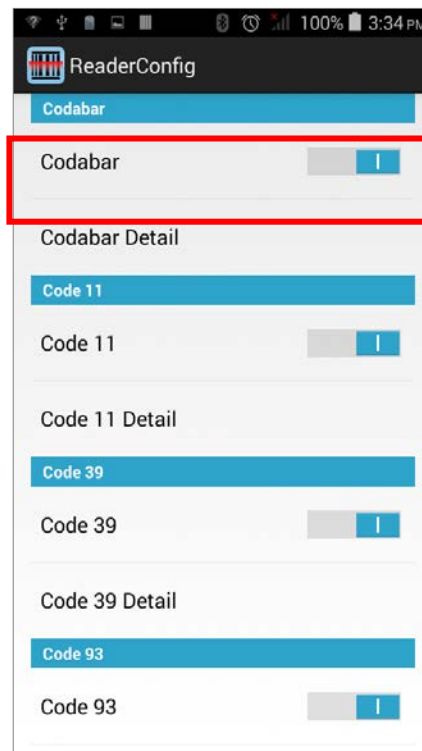 100% 3:34 PM
ReaderConfig
Codabar
Codabar
Codabar Detail
Code 11
Code 11
Code 11 Detail
Code 39
Code 39
Code 39 Detail
Code 93
Code 93